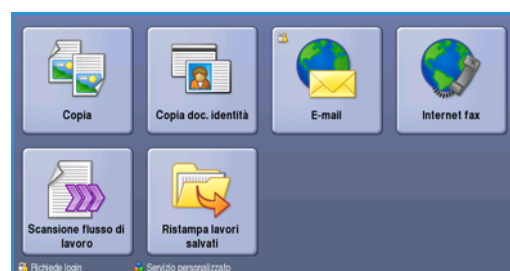 Copia
Copia doc. identità
E-mail
Internet fax
Scansione flusso di
lavoro
Ristampa lavori
salvati
Richiede login
Servizio personalizzato